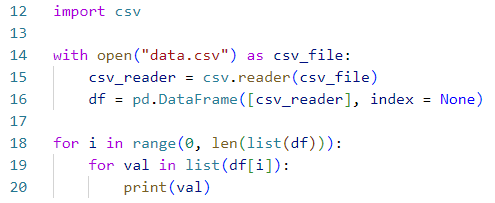 12 import csv
13
14 with open("data.csv") as csv_file:
15     csv_reader = csv.reader(csv_file)
16     df = pd.DataFrame([csv_reader], index = None)
17
18 for i in range(0, len(list(df))):
19     for val in list(df[i]):
20         print(val)